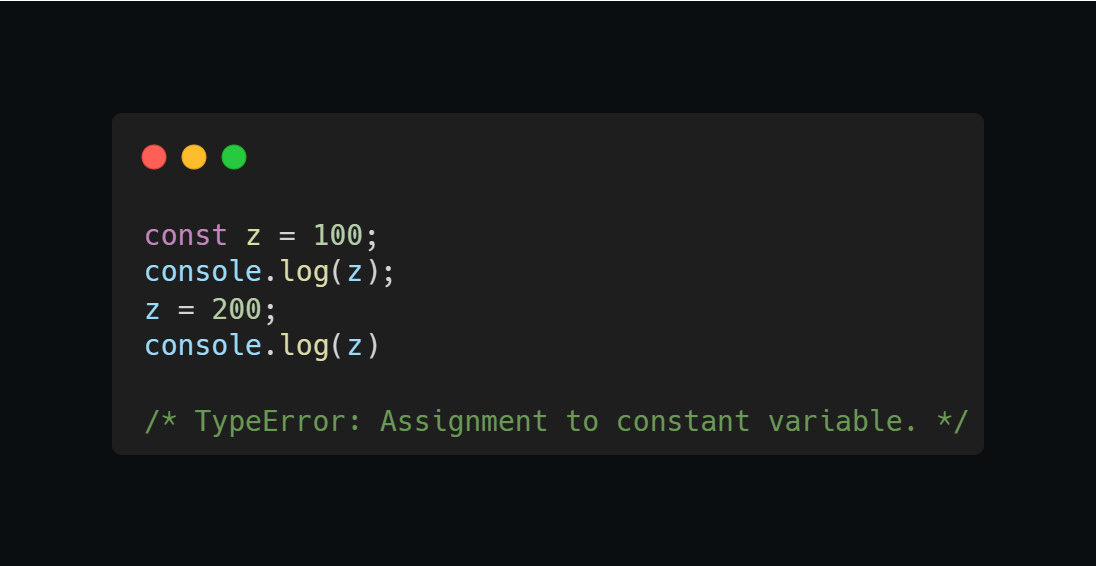 const z = 100;
console.log(z);
z = 200;
console.log(z)
/* TypeError: Assignment to constant variable. */